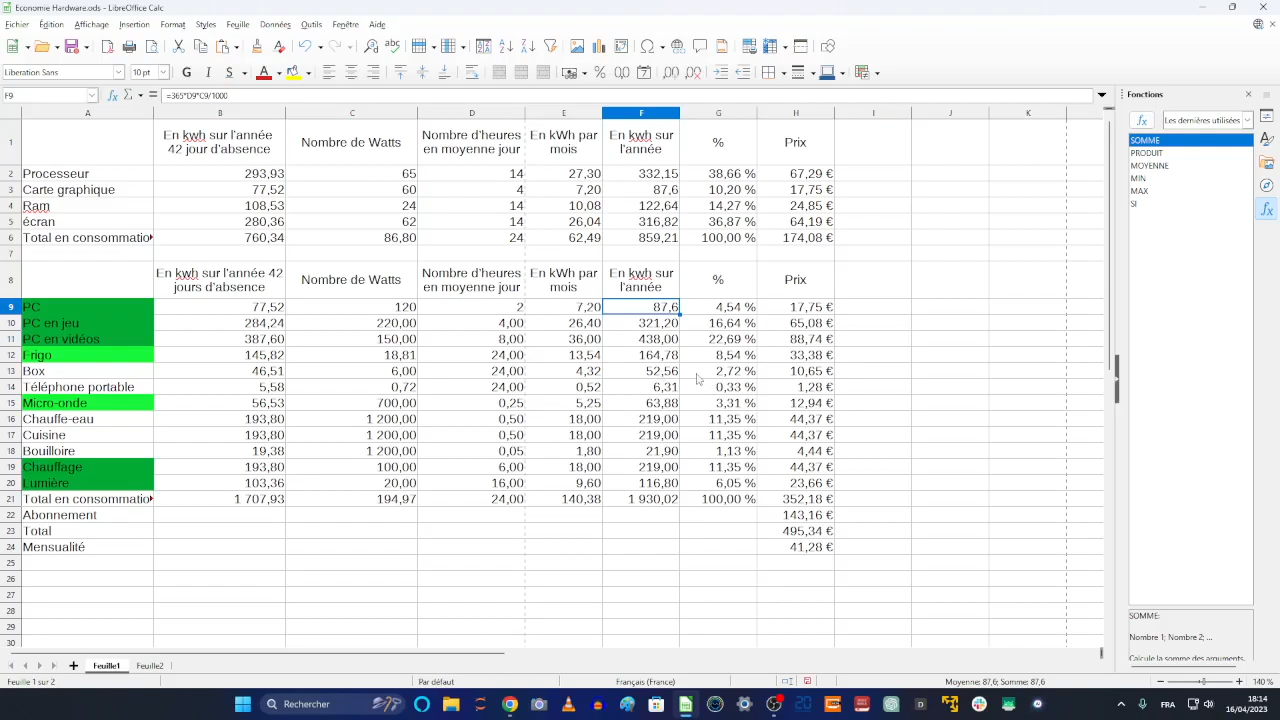 Economie Hardware.ods - LibreOffice Calc
Fichier Édition Affichage Insertion Format Styles Feuille Données Outils Fenêtre Aide
Liberation Sans 10 pt G I S
F9 =365*D9*C9/1000
A B C D E F G H I J K
1 En kwh sur l'année 42 jour d'absence Nombre de Watts Nombre d'heures moyenne jour En kWh par mois En kwh sur l'année % Prix
2 Processeur 293,93 65 14 27,30 332,15 38,66 % 67,29 €
3 Carte graphique 77,52 60 4 7,20 87,6 10,20 % 17,75 €
4 Ram 108,53 24 14 10,08 122,64 14,27 % 24,85 €
5 écran 280,36 62 14 26,04 316,82 36,87 % 64,19 €
6 Total en consommatio 760,34 86,80 24 62,49 859,21 100,00 % 174,08 €
7
8 En kwh sur l'année 42 jours d'absence Nombre de Watts Nombre d'heures en moyenne jour En kWh par mois En kwh sur l'année % Prix
9 PC 77,52 120 2 7,20 87,6 4,54 % 17,75 €
10 PC en jeu 284,24 220,00 4,00 26,40 321,20 16,64 % 65,08 €
11 PC en vidéos 387,60 150,00 8,00 36,00 438,00 22,69 % 88,74 €
12 Frigo 145,82 18,81 24,00 13,54 164,78 8,54 % 33,38 €
13 Box 46,51 6,00 24,00 4,32 52,56 2,72 % 10,65 €
14 Téléphone portable 5,58 0,72 24,00 0,52 6,31 0,33 % 1,28 €
15 Micro-onde 56,53 700,00 0,25 5,25 63,88 3,31 % 12,94 €
16 Chauffe-eau 193,80 1 200,00 0,50 18,00 219,00 11,35 % 44,37 €
17 Cuisine 193,80 1 200,00 0,50 18,00 219,00 11,35 % 44,37 €
18 Bouilloire 19,38 1 200,00 0,05 1,80 21,90 1,13 % 4,44 €
19 Chauffage 193,80 100,00 6,00 18,00 219,00 11,35 % 44,37 €
20 Lumière 103,36 20,00 16,00 9,60 116,80 6,05 % 23,66 €
21 Total en consommatio 1 707,93 194,97 24,00 140,38 1 930,02 100,00 % 352,18 €
22 Abonnement 143,16 €
23 Total 495,34 €
24 Mensualité 41,28 €
25
26
27
28
29
30
Fonctions
Les dernières utilisées
SOMME
PRODUIT
MOYENNE
MIN
MAX
SI
SOMME:
Nombre 1; Nombre 2; ...
Calcule la somme des arguments.
Feuille1 Feuille2
Feuille 1 sur 2 Par défaut Français (France) Moyenne: 87,6; Somme: 87,6 140 %
Rechercher FRA 18:14
16/04/2023